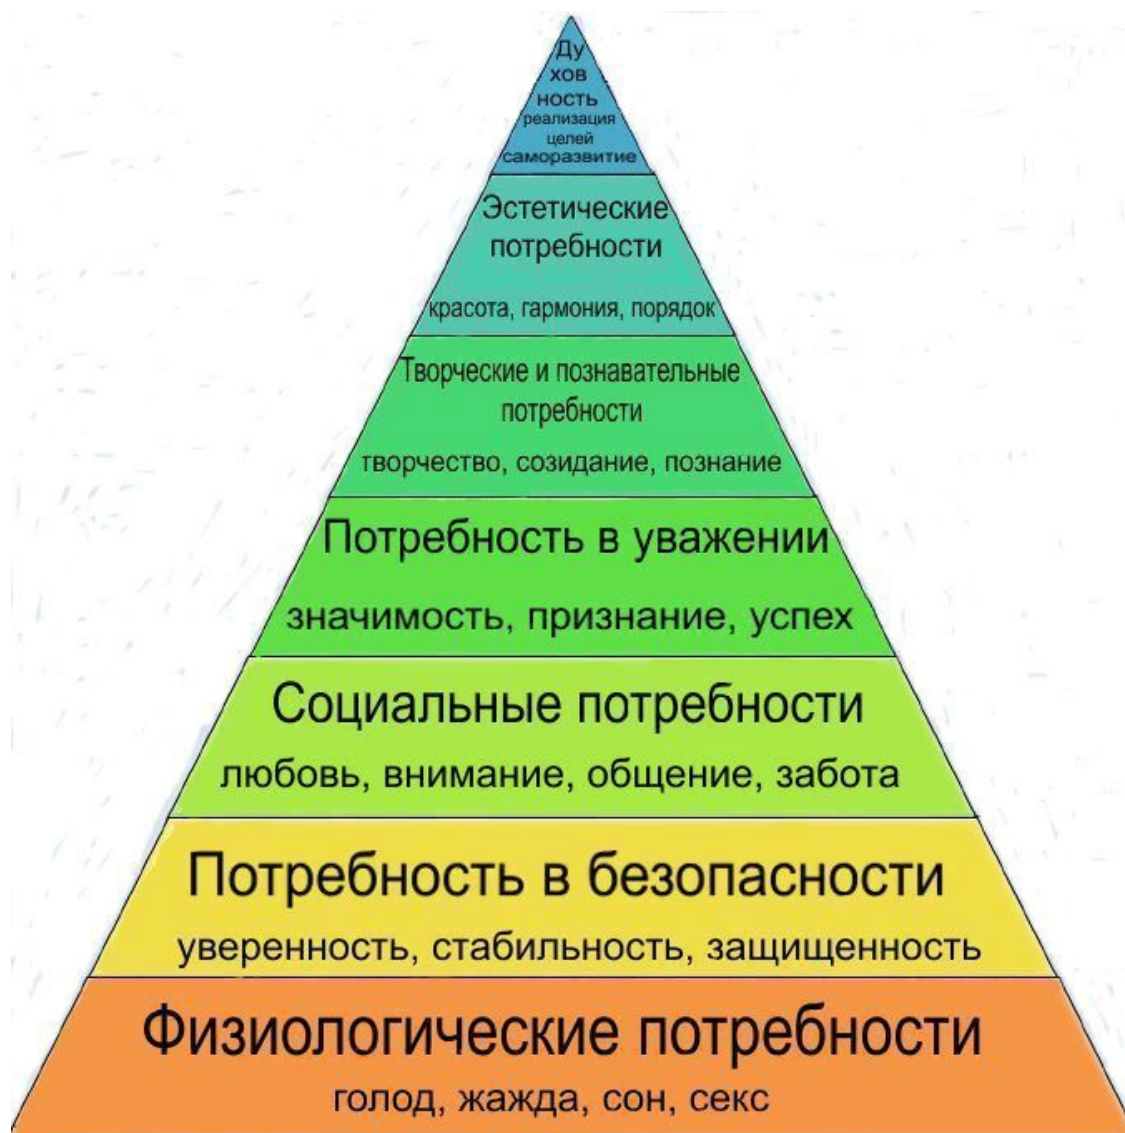 Ду
хов
ность
реализация
целей
саморазвитие
Эстетические
потребности
красота, гармония, порядок
Творческие и познавательные
потребности
творчество, созидание, познание
Потребность в уважении
значимость, признание, успех
Социальные потребности
любовь, внимание, общение, забота
Потребность в безопасности
уверенность, стабильность, защищенность
Физиологические потребности
голод, жажда, сон, секс